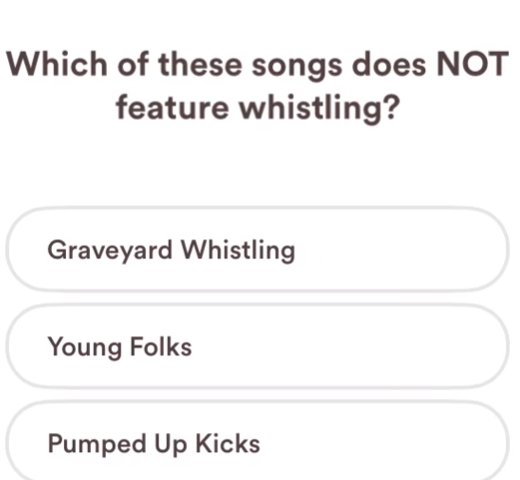 Which of these songs does NOT
feature whistling?
Graveyard Whistling
Young Folks
Pumped Up Kicks